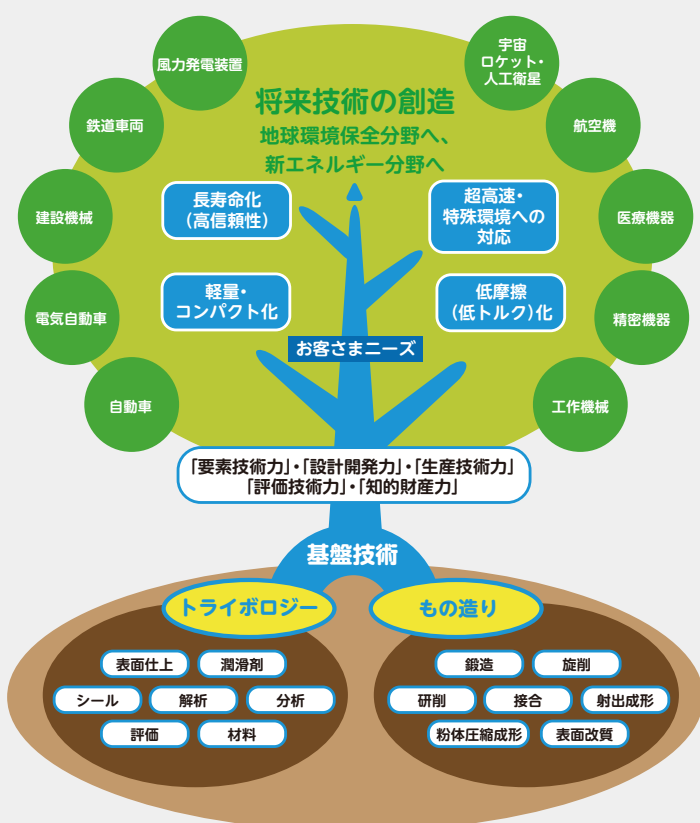 風力発電装置
宇宙
ロケット・
人工衛星
将来技術の創造
地球環境保全分野へ、
新エネルギー分野へ
鉄道車両
航空機
建設機械
医療機器
長寿命化
（高信頼性）
超高速・
特殊環境への
対応
軽量・
コンパクト化
低摩擦
（低トルク）化
電気自動車
精密機器
お客さまニーズ
自動車
工作機械
「要素技術力」・「設計開発力」・「生産技術力」
「評価技術力」・「知的財産力」
基盤技術
トライボロジー
もの造り
表面仕上
潤滑剤
シール
解析
分析
評価
材料
鍛造
旋削
研削
接合
射出成形
粉体圧縮成形
表面改質